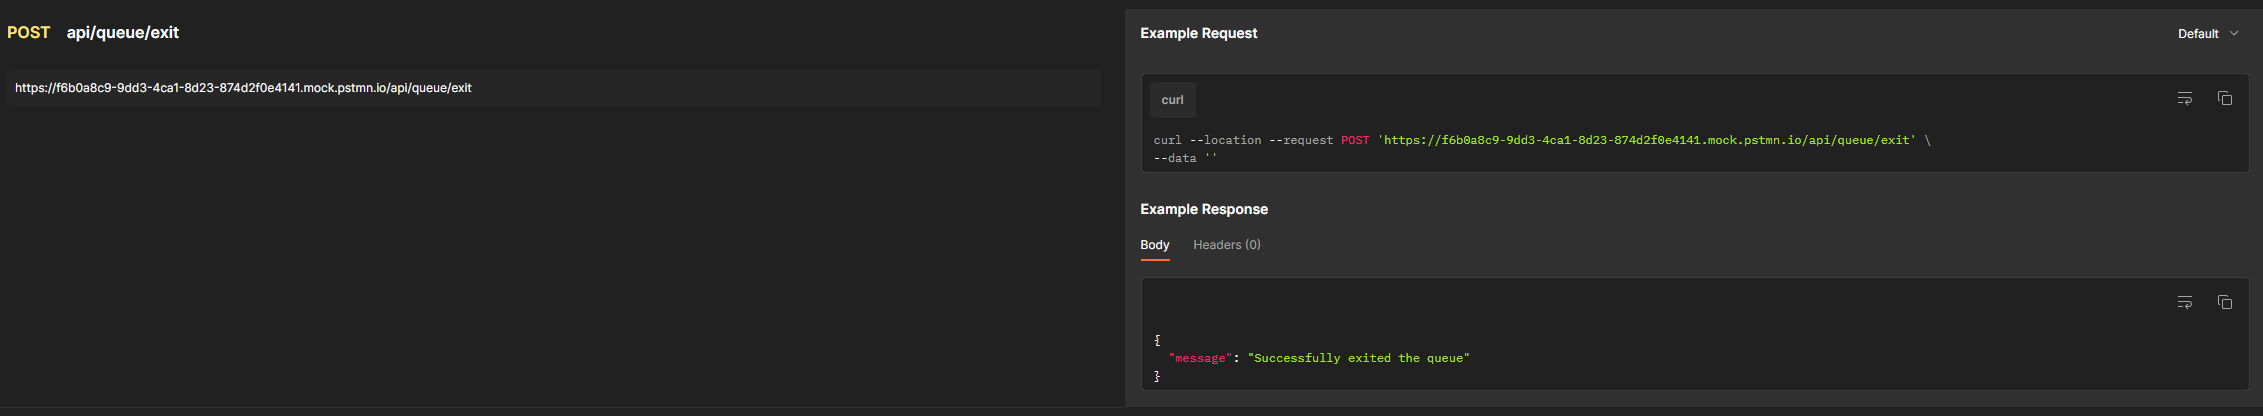 POST api/queue/exit
https://f6b0a8c9-9dd3-4ca1-8d23-874d2f0e4141.mock.pstmn.io/api/queue/exit
Example Request
Default
curl
curl --location --request POST 'https://f6b0a8c9-9dd3-4ca1-8d23-874d2f0e4141.mock.pstmn.io/api/queue/exit' \
--data ''
Example Response
Body Headers (0)
{
"message": "Successfully exited the queue"
}